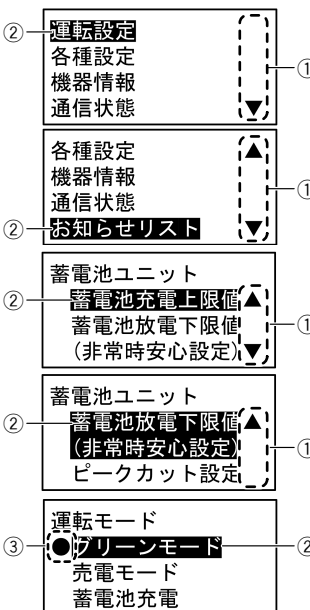 ② 運転設定
各種設定 ①
機器情報
通信状態 ▼
各種設定 ▲
機器情報 ①
通信状態
② お知らせリスト ▼
蓄電池ユニット
② 蓄電池充電上限値 ▲
蓄電池放電下限値 ①
(非常時安心設定) ▼
蓄電池ユニット
② 蓄電池放電下限値 ▲
(非常時安心設定) ①
ピークカット設定
運転モード
③ ● グリーンモード ②
売電モード
蓄電池充電